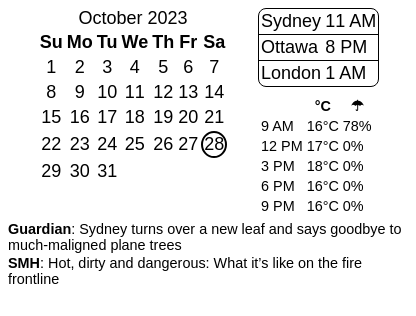 October 2023
Su Mo Tu We Th Fr Sa
1 2 3 4 5 6 7
8 9 10 11 12 13 14
15 16 17 18 19 20 21
22 23 24 25 26 27 28
29 30 31
Sydney 11 AM
Ottawa 8 PM
London 1 AM
°C ☂
9 AM 16°C 78%
12 PM 17°C 0%
3 PM 18°C 0%
6 PM 16°C 0%
9 PM 16°C 0%
Guardian: Sydney turns over a new leaf and says goodbye to
much-maligned plane trees
SMH: Hot, dirty and dangerous: What it’s like on the fire
frontline